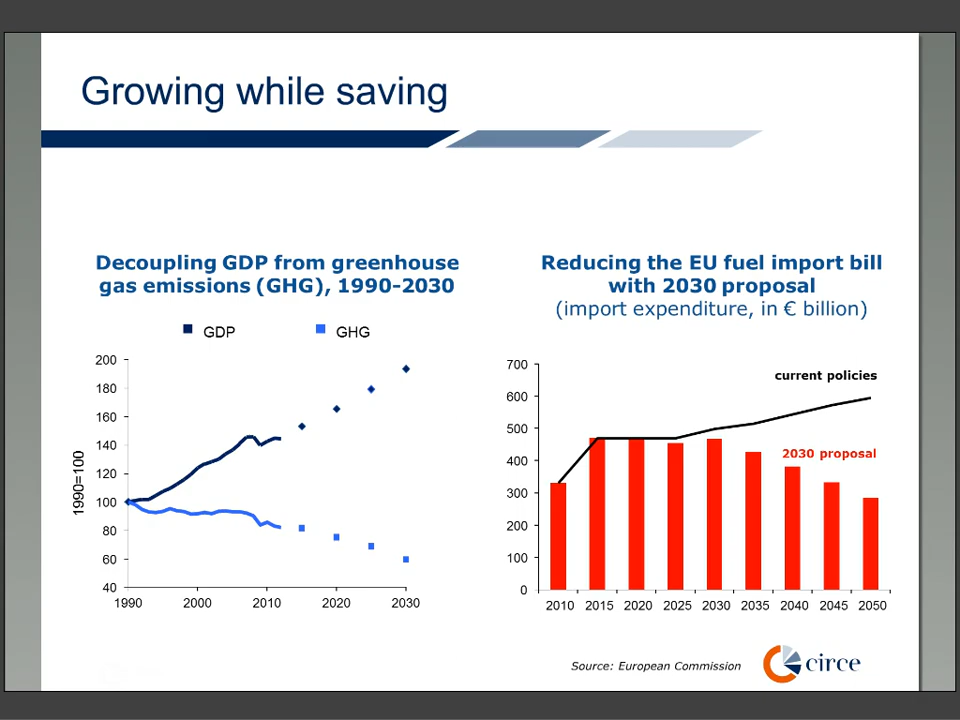 Growing while saving
Decoupling GDP from greenhouse
gas emissions (GHG), 1990-2030
GDP
GHG
200
180
160
140
120
100
80
60
40
1990=100
1990 2000 2010 2020 2030
Reducing the EU fuel import bill
with 2030 proposal
(import expenditure, in € billion)
700
600
500
400
300
200
100
0
current policies
2030 proposal
2010 2015 2020 2025 2030 2035 2040 2045 2050
Source: European Commission
circe